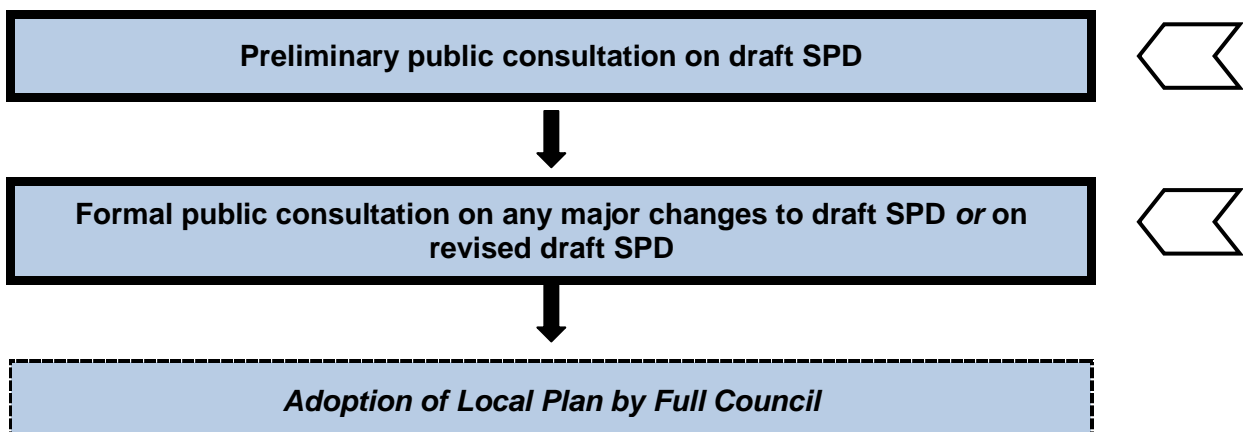 Preliminary public consultation on draft SPD
Formal public consultation on any major changes to draft SPD or on
revised draft SPD
Adoption of Local Plan by Full Council